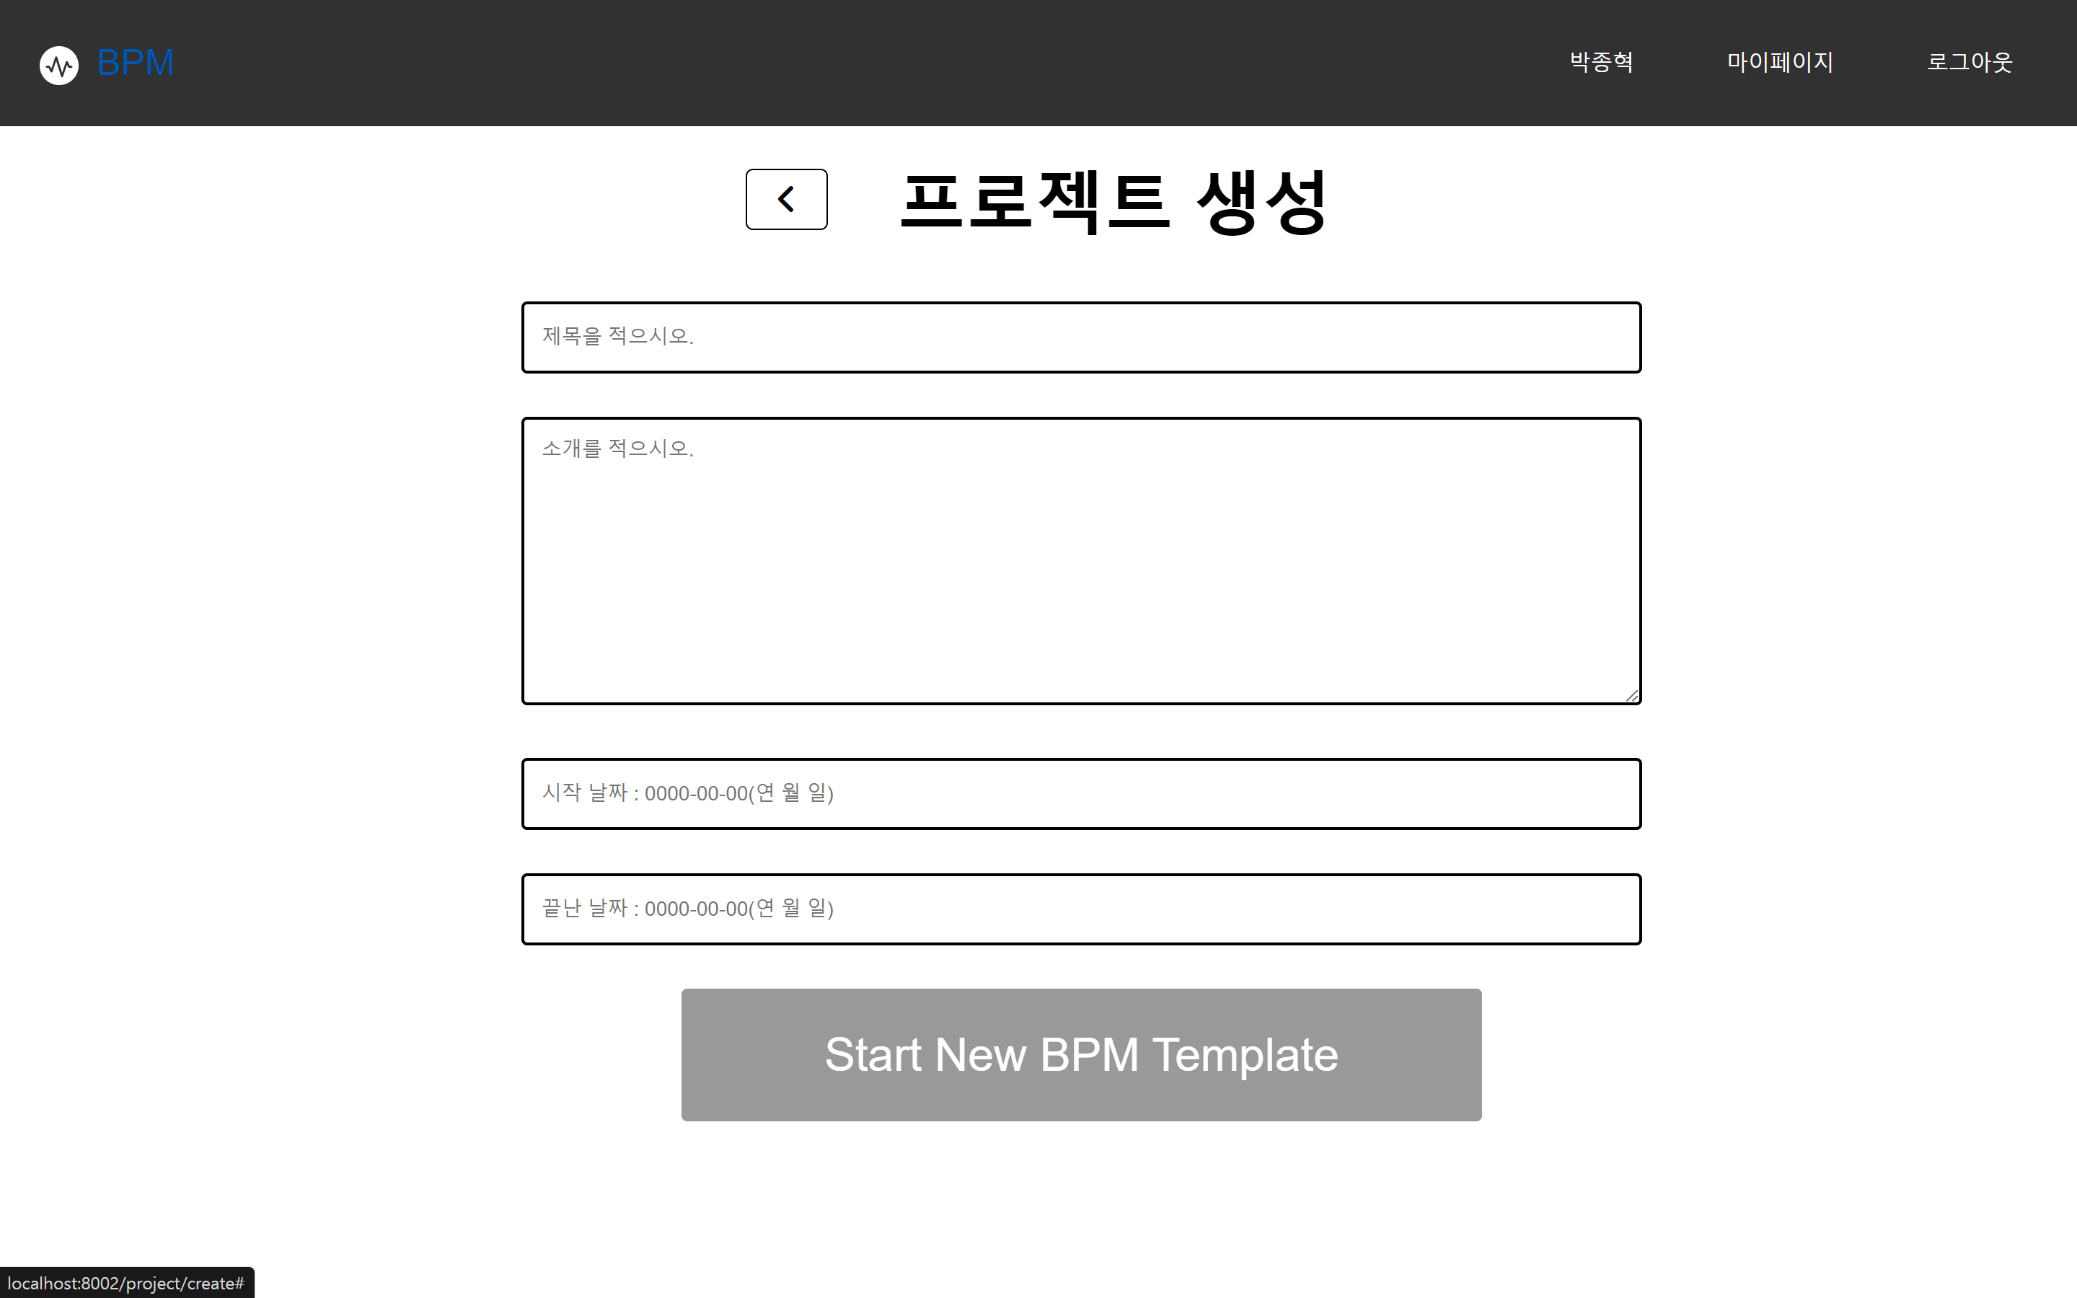 BPM
박종혁
마이페이지
로그아웃
프로젝트 생성
제목을 적으시오.
소개를 적으시오.
시작 날짜 : 0000-00-00(연 월 일)
끝난 날짜 : 0000-00-00(연 월 일)
Start New BPM Template
localhost:8002/project/create#